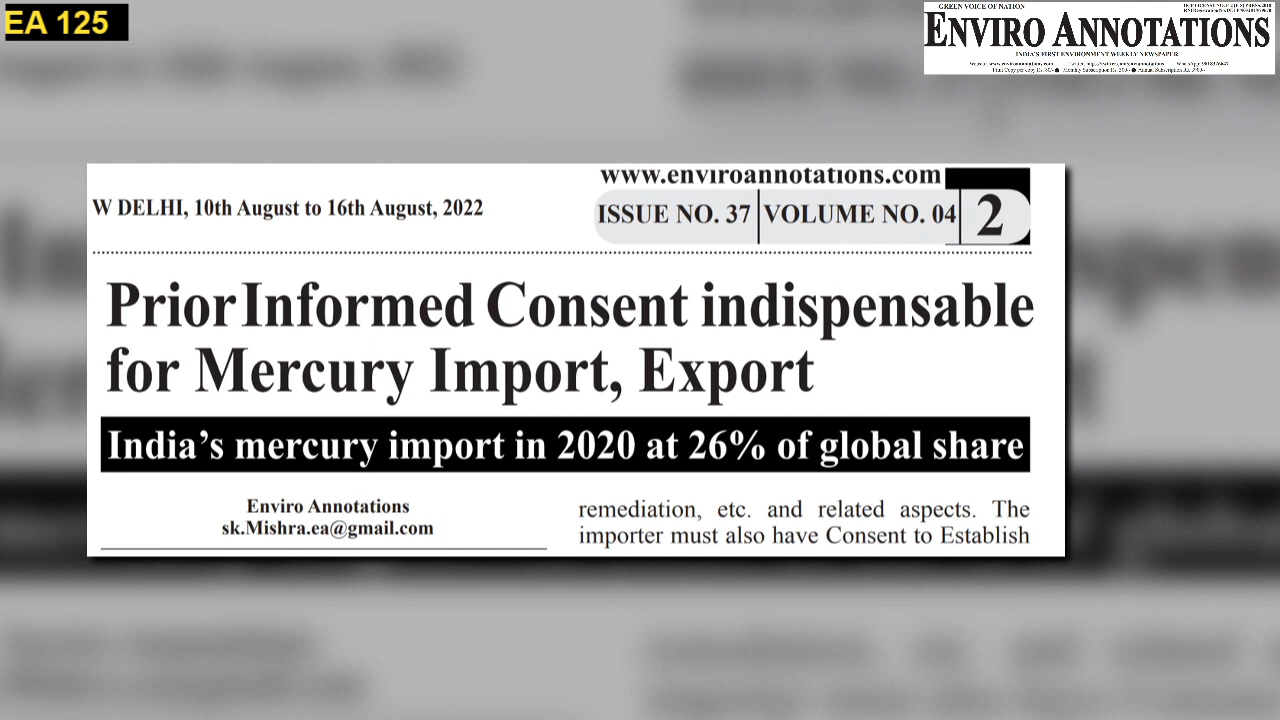 EA 125
GREEN VOICE OF NATION
ENVIRO ANNOTATIONS
INDIA'S FIRST ENVIRONMENT WEEKLY NEWSPAPER
www.enviroannotations.com
W DELHI, 10th August to 16th August, 2022
ISSUE NO. 37 VOLUME NO. 04 2
Prior Informed Consent indispensable
for Mercury Import, Export
India’s mercury import in 2020 at 26% of global share
Enviro Annotations
sk.Mishra.ea@gmail.com
remediation, etc. and related aspects. The
importer must also have Consent to Establish